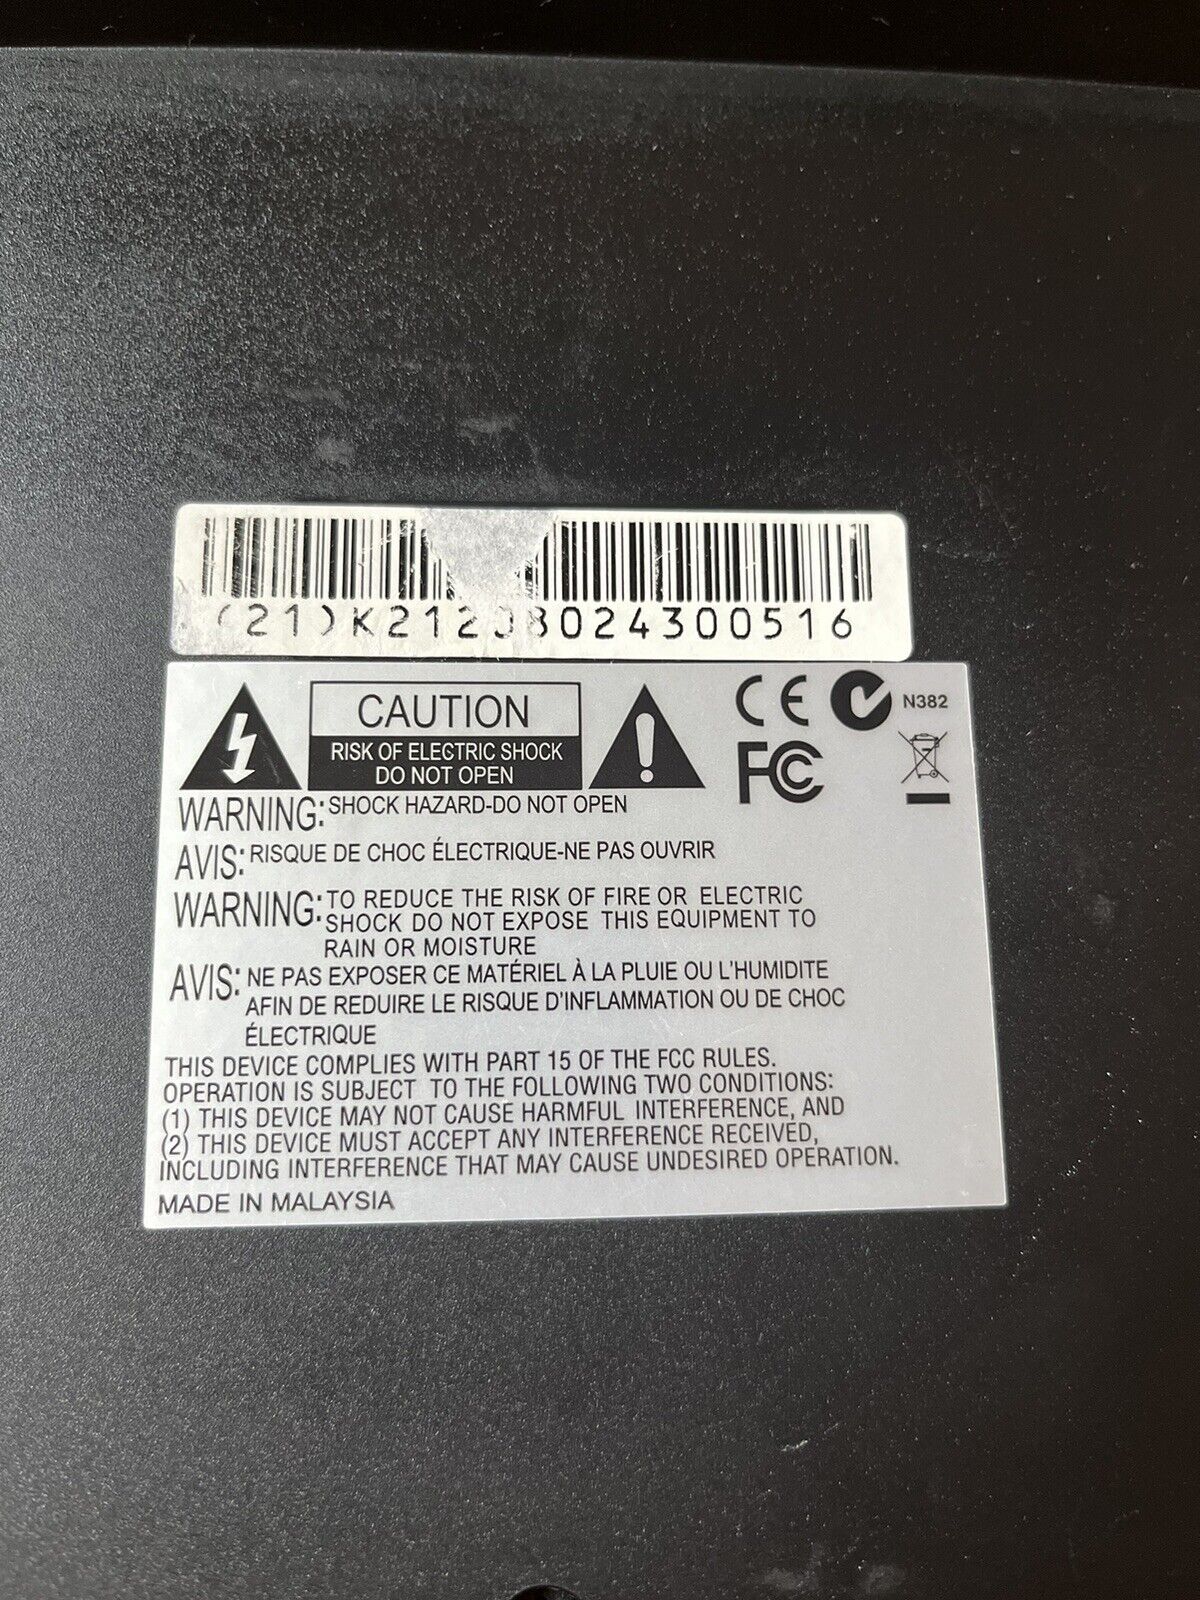 (21)K21208024300516
CAUTION
RISK OF ELECTRIC SHOCK
DO NOT OPEN
CE
N382
FC
WARNING: SHOCK HAZARD-DO NOT OPEN
AVIS: RISQUE DE CHOC ÉLECTRIQUE-NE PAS OUVRIR
WARNING: TO REDUCE THE RISK OF FIRE OR ELECTRIC
SHOCK DO NOT EXPOSE THIS EQUIPMENT TO
RAIN OR MOISTURE
AVIS: NE PAS EXPOSER CE MATÉRIEL À LA PLUIE OU L'HUMIDITE
AFIN DE REDUIRE LE RISQUE D'INFLAMMATION OU DE CHOC
ÉLECTRIQUE
THIS DEVICE COMPLIES WITH PART 15 OF THE FCC RULES.
OPERATION IS SUBJECT TO THE FOLLOWING TWO CONDITIONS:
(1) THIS DEVICE MAY NOT CAUSE HARMFUL INTERFERENCE, AND
(2) THIS DEVICE MUST ACCEPT ANY INTERFERENCE RECEIVED,
INCLUDING INTERFERENCE THAT MAY CAUSE UNDESIRED OPERATION.
MADE IN MALAYSIA